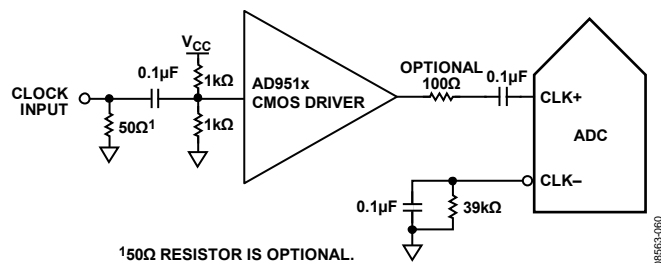 V_CC
0.1µF
1kΩ
CLOCK
INPUT
50Ω¹
1kΩ
AD951x
CMOS DRIVER
OPTIONAL
100Ω
0.1µF
CLK+
ADC
CLK–
0.1µF
39kΩ
¹50Ω RESISTOR IS OPTIONAL.
08563-060